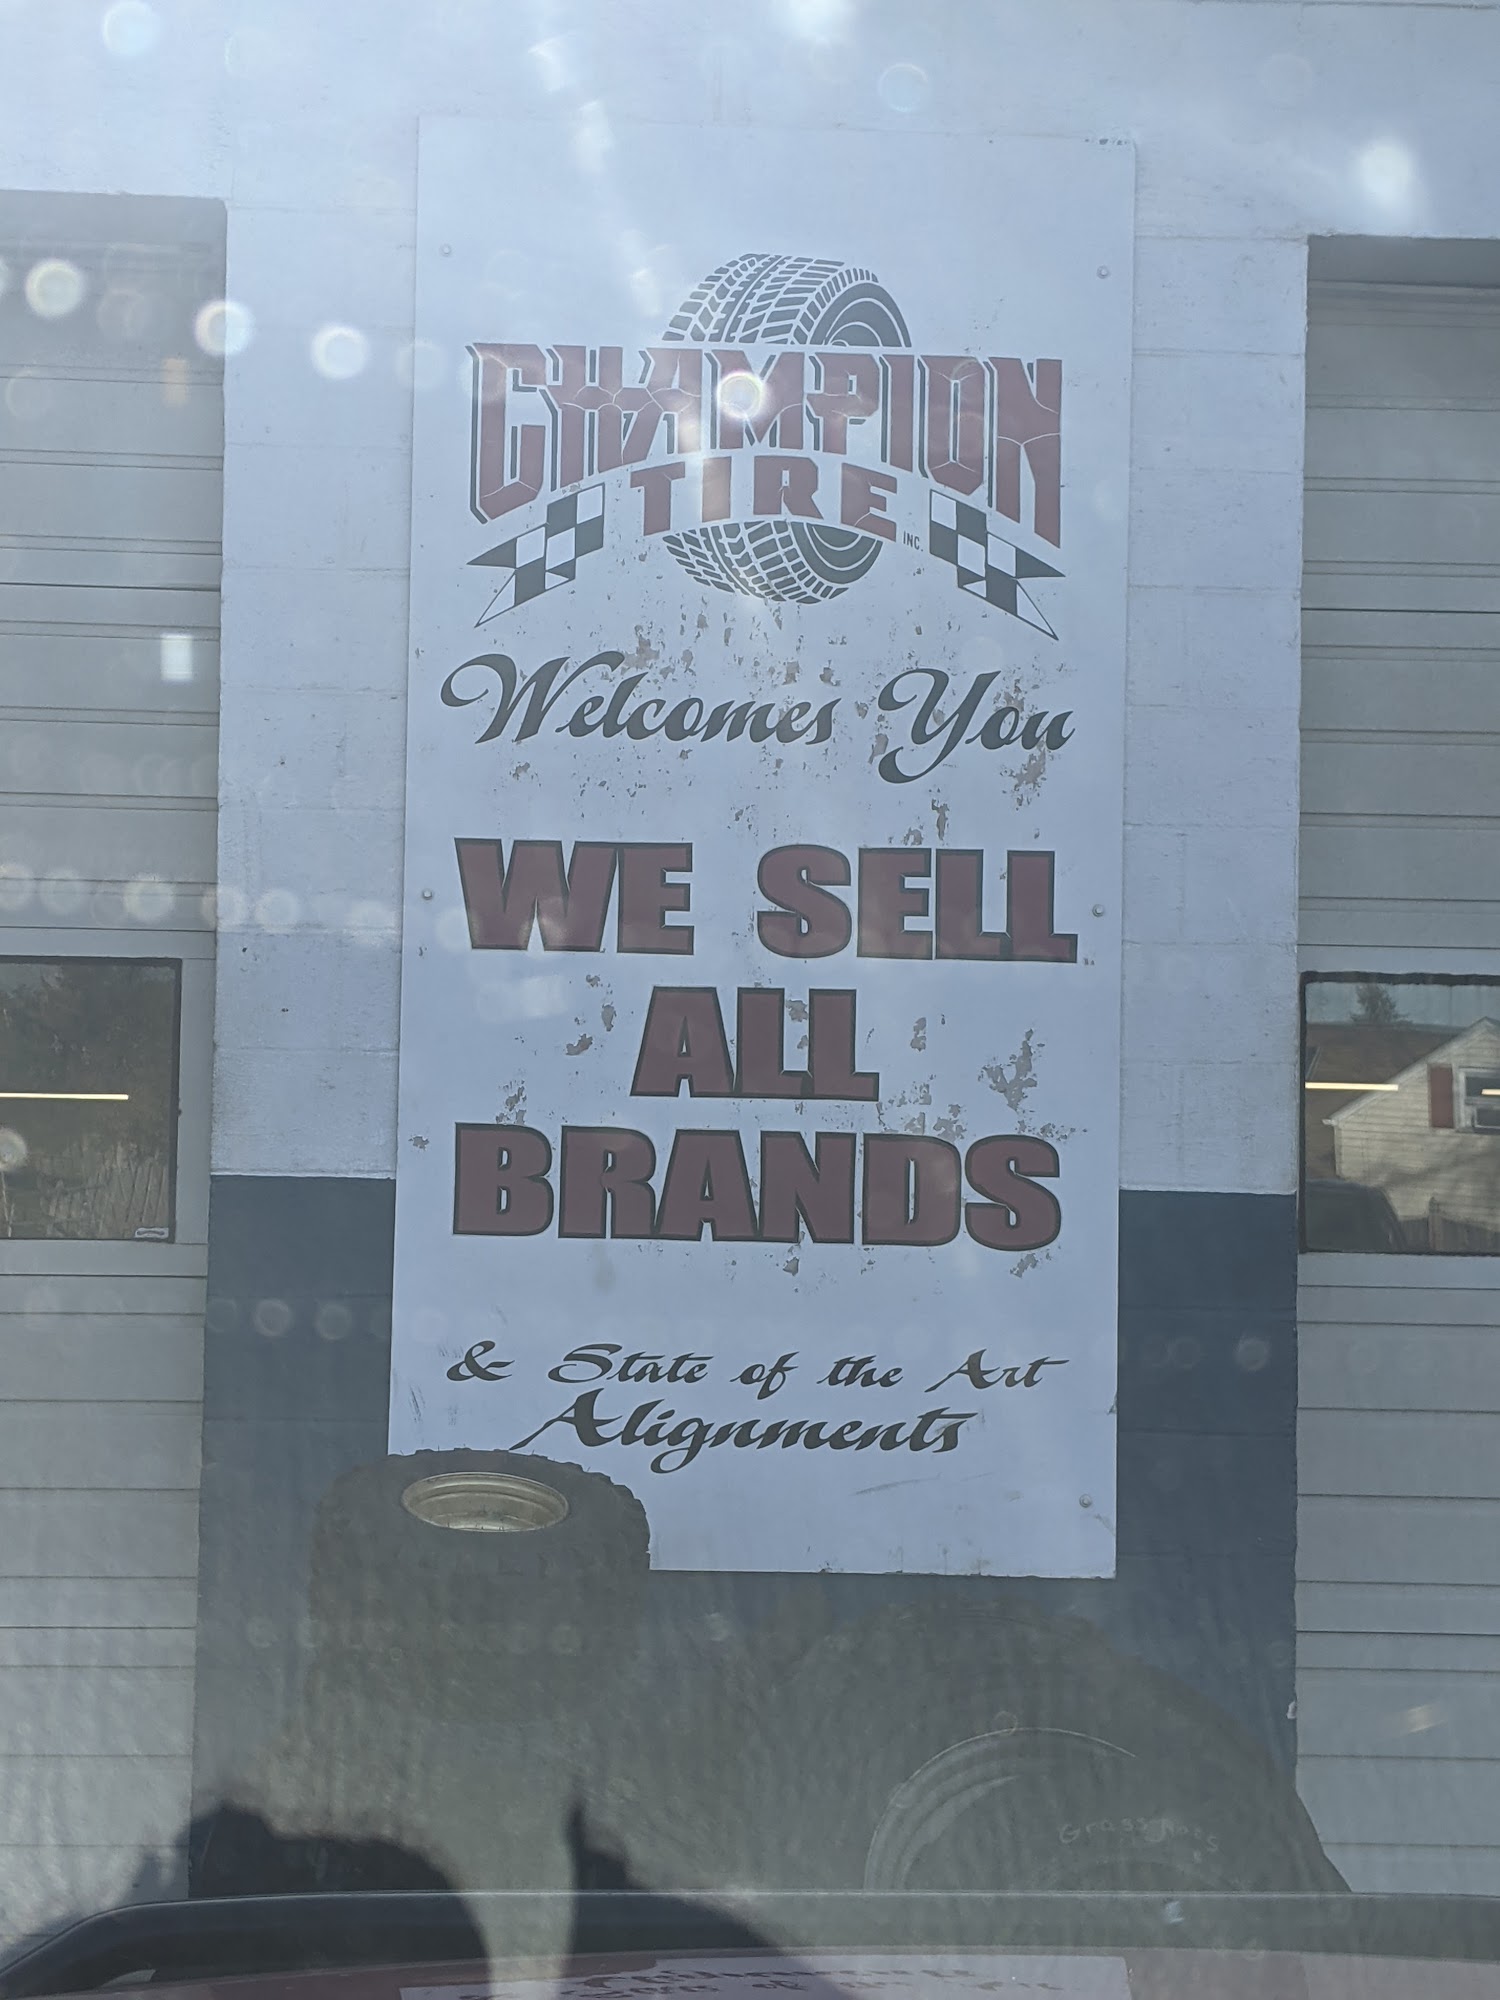 CHAMPION
TIRE
INC.
Welcomes You
WE SELL
ALL
BRANDS
& State of the Art
Alignments